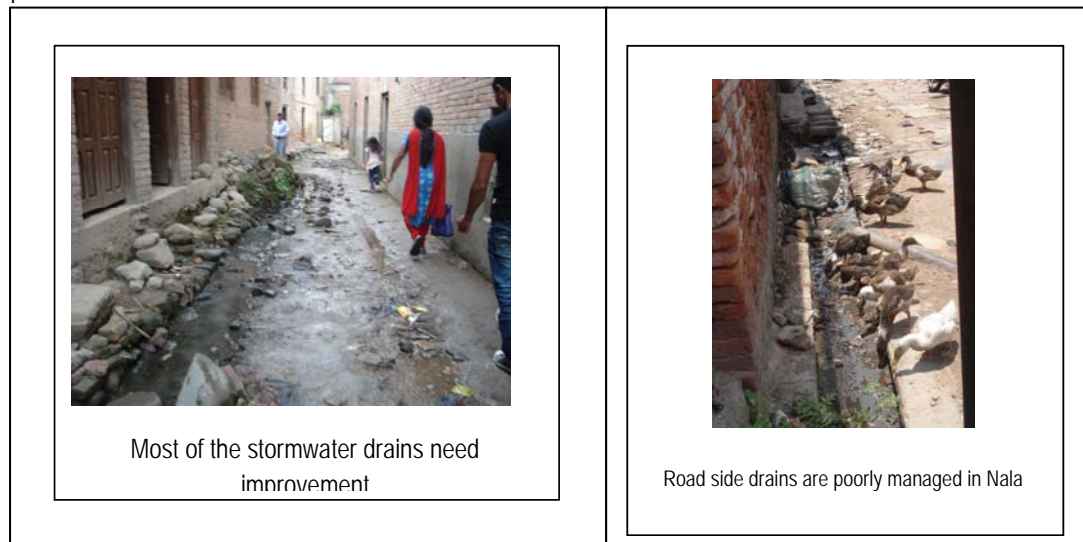 Most of the stormwater drains need
improvement
Road side drains are poorly managed in Nala